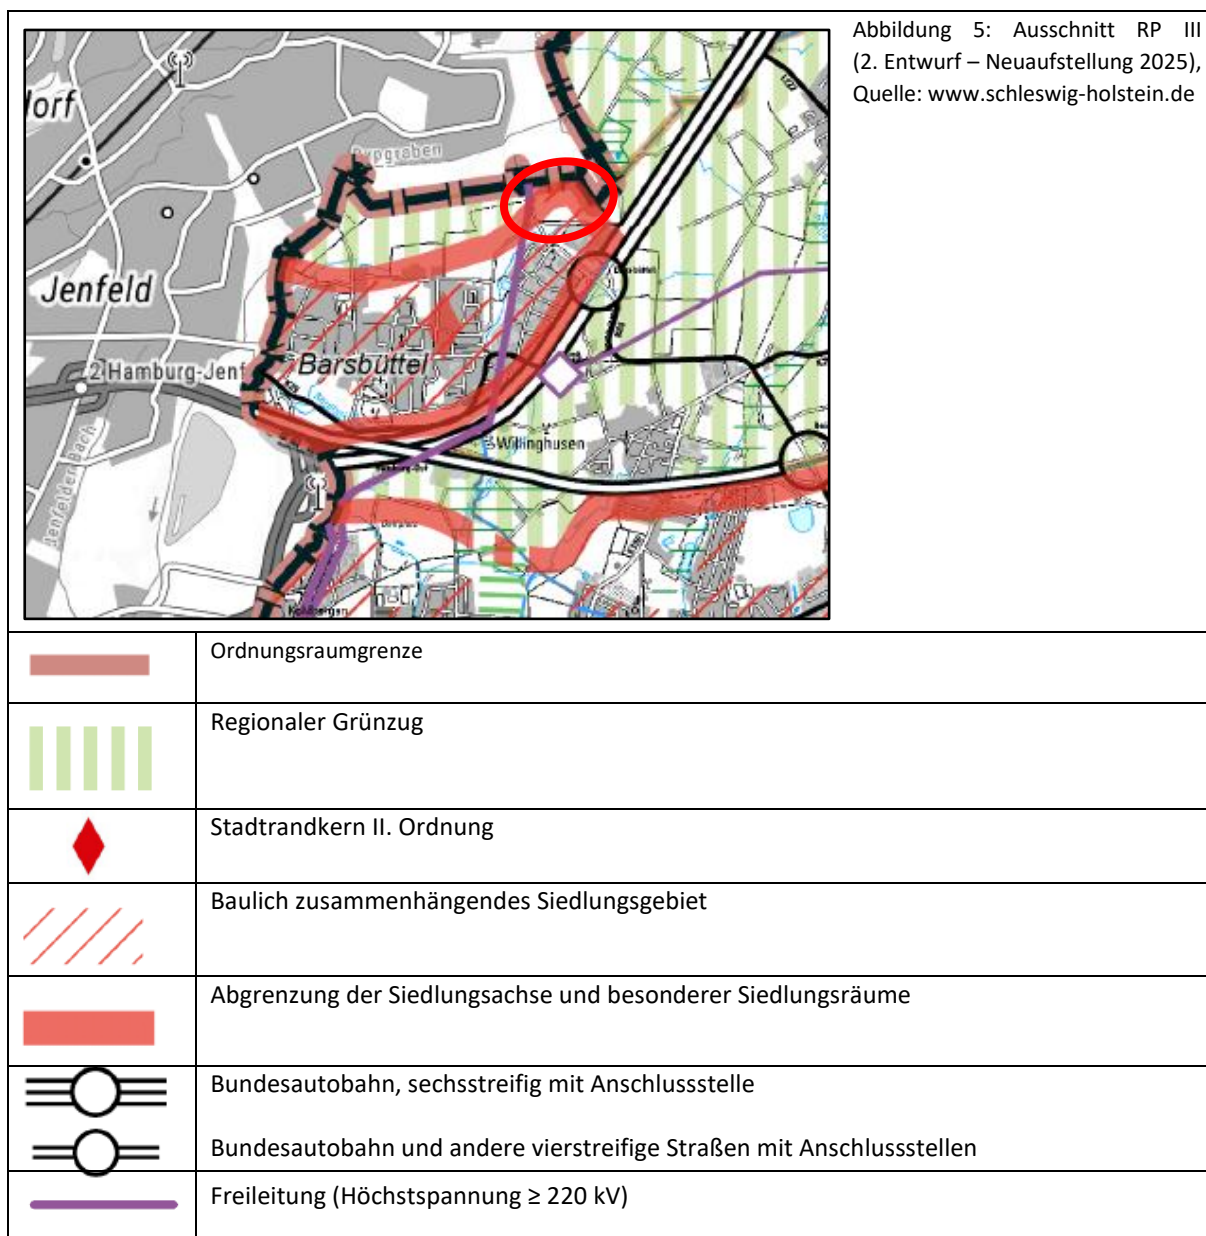 Abbildung 5: Ausschnitt RP III
(2. Entwurf – Neuaufstellung 2025),
Quelle: www.schleswig-holstein.de
Jenfeld
2-Hamburg-Jenf
Barsbüttel
Willinghusen
Jenfelder Bach
Ordnungsraumgrenze
Regionaler Grünzug
Stadtrandkern II. Ordnung
Baulich zusammenhängendes Siedlungsgebiet
Abgrenzung der Siedlungsachse und besonderer Siedlungsräume
Bundesautobahn, sechsstreifig mit Anschlussstelle
Bundesautobahn und andere vierstreifige Straßen mit Anschlussstellen
Freileitung (Höchstspannung ≥ 220 kV)